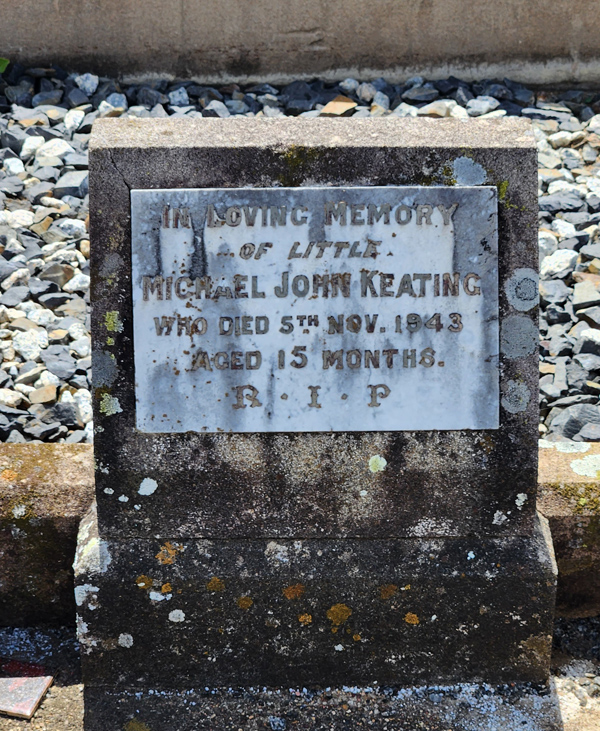 IN LOVING MEMORY
OF LITTLE
MICHAEL JOHN KEATING
WHO DIED 5TH NOV. 1943
AGED 15 MONTHS.
R · I · P